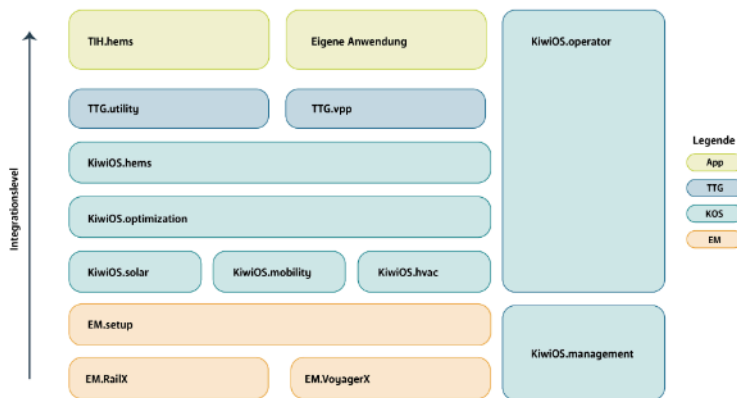 TIH.hems
Eigene Anwendung
KiwiOS.operator
TTG.utility
TTG.vpp
KiwiOS.hems
KiwiOS.optimization
KiwiOS.solar
KiwiOS.mobility
KiwiOS.hvac
EM.setup
KiwiOS.management
EM.RailX
EM.VoyagerX
Integrationslevel
Legende
App
TTG
KOS
EM